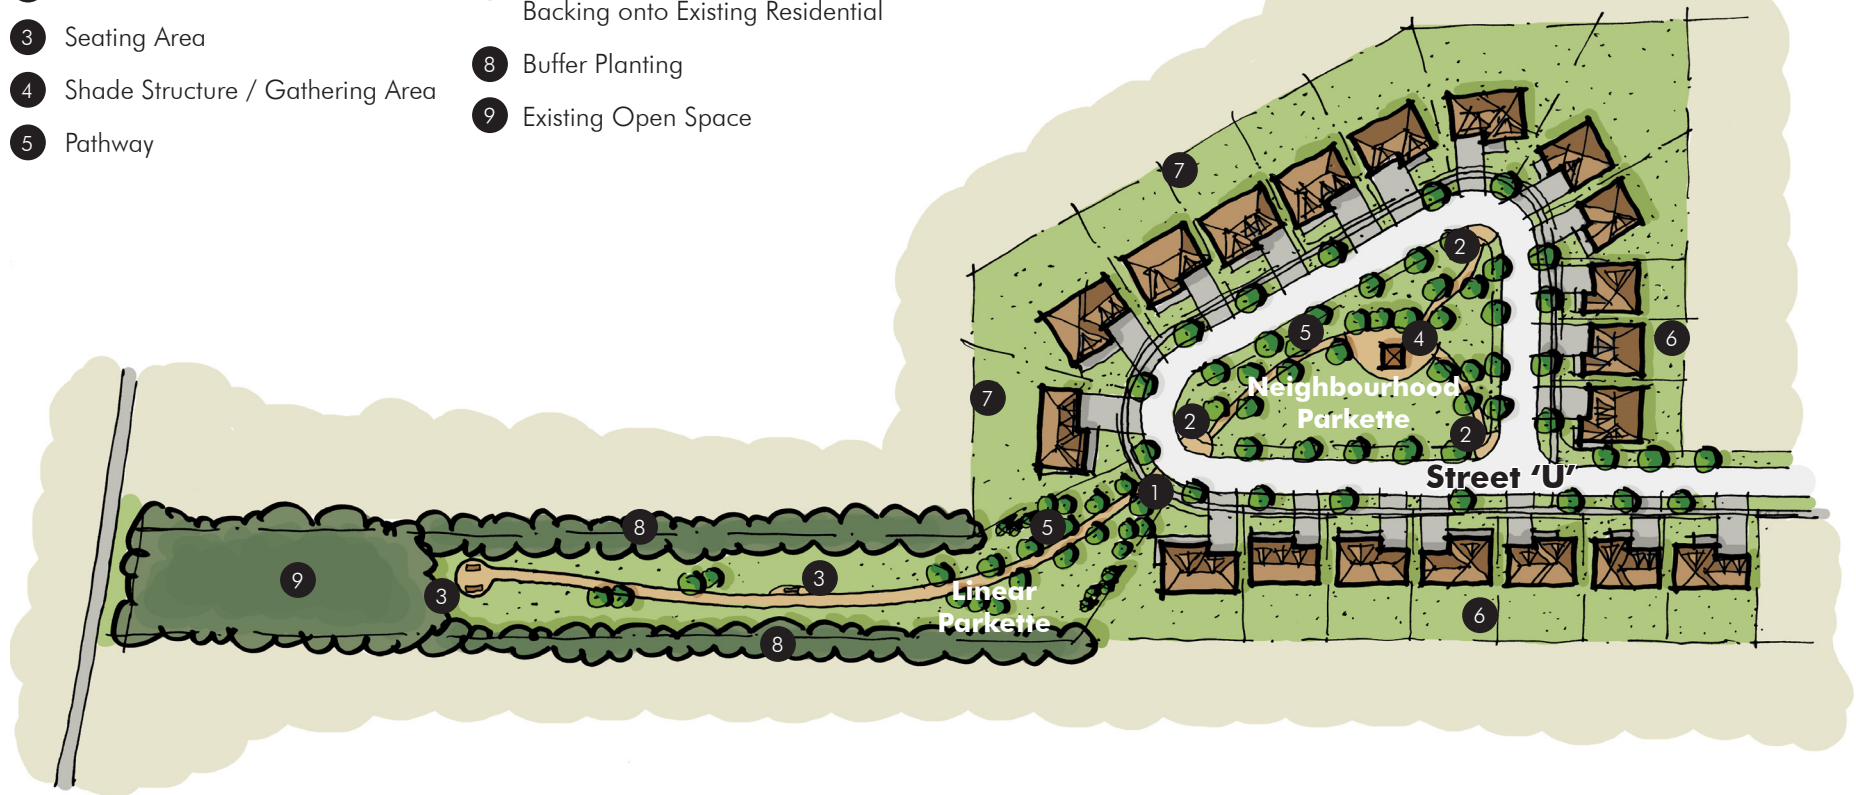 3 Seating Area
4 Shade Structure / Gathering Area
5 Pathway
Backing onto Existing Residential
8 Buffer Planting
9 Existing Open Space
7
2
5
4
6
7
Neighbourhood
Parkette
2
2
Street ‘U’
1
8
5
9
3
3
Linear
Parkette
6
8